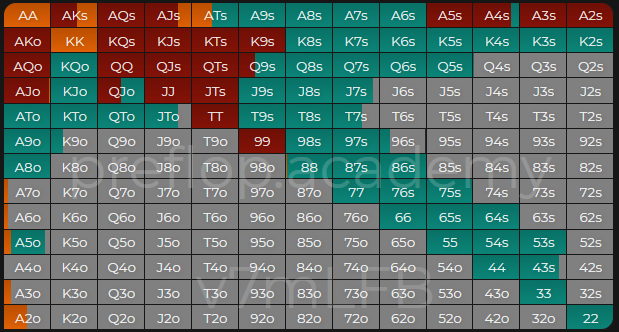 AA AKs AQs AJs ATs A9s A8s A7s A6s A5s A4s A3s A2s
AKo KK KQs KJs KTs K9s K8s K7s K6s K5s K4s K3s K2s
AQo KQo QQ QJs QTs Q9s Q8s Q7s Q6s Q5s Q4s Q3s Q2s
AJo KJo QJo JJ JTs J9s J8s J7s J6s J5s J4s J3s J2s
ATo KTo QTo JTo TT T9s T8s T7s T6s T5s T4s T3s T2s
A9o K9o Q9o J9o T9o 99 98s 97s 96s 95s 94s 93s 92s
A8o K8o Q8o J8o T8o 98o 88 87s 86s 85s 84s 83s 82s
preflop.academy
A7o K7o Q7o J7o T7o 97o 87o 77 76s 75s 74s 73s 72s
A6o K6o Q6o J6o T6o 96o 86o 76o 66 65s 64s 63s 62s
A5o K5o Q5o J5o T5o 95o 85o 75o 65o 55 54s 53s 52s
A4o K4o Q4o J4o T4o 94o 84o 74o 64o 54o 44 43s 42s
v7mLFB
A3o K3o Q3o J3o T3o 93o 83o 73o 63o 53o 43o 33 32s
A2o K2o Q2o J2o T2o 92o 82o 72o 62o 52o 42o 32o 22